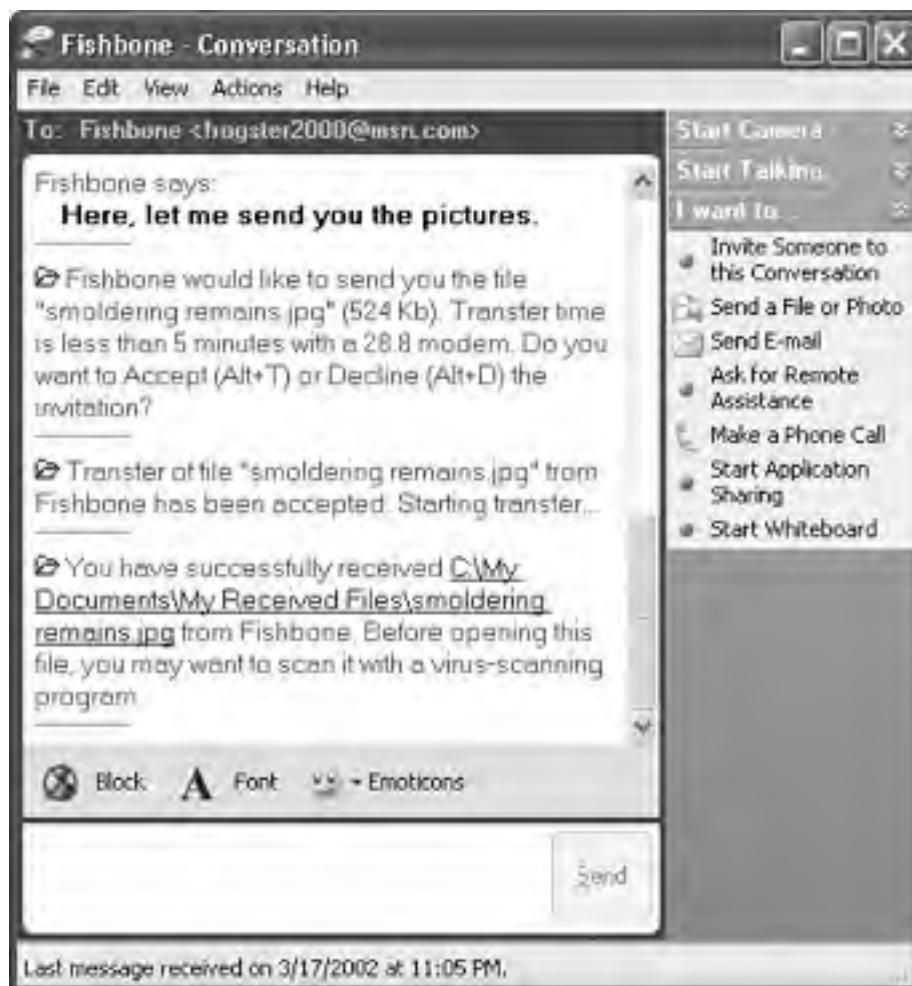 Fishbone - Conversation
File Edit View Actions Help
To: Fishbone <hogster2000@msn.com>
Fishbone says:
Here, let me send you the pictures.
Fishbone would like to send you the file
"smoldering remains.jpg" (524 Kb). Transfer time
is less than 5 minutes with a 28.8 modem. Do you
want to Accept (Alt+T) or Decline (Alt+D) the
invitation?
Transfer of file "smoldering remains.jpg" from
Fishbone has been accepted. Starting transfer...
You have successfully received C:\My
Documents\My Received Files\smoldering
remains.jpg from Fishbone. Before opening this
file, you may want to scan it with a virus-scanning
program.
Block
A Font
Emoticons
Send
Last message received on 3/17/2002 at 11:05 PM.
Start Camera
Start Talking
I want to...
Invite Someone to
this Conversation
Send a File or Photo
Send E-mail
Ask for Remote
Assistance
Make a Phone Call
Start Application
Sharing
Start Whiteboard